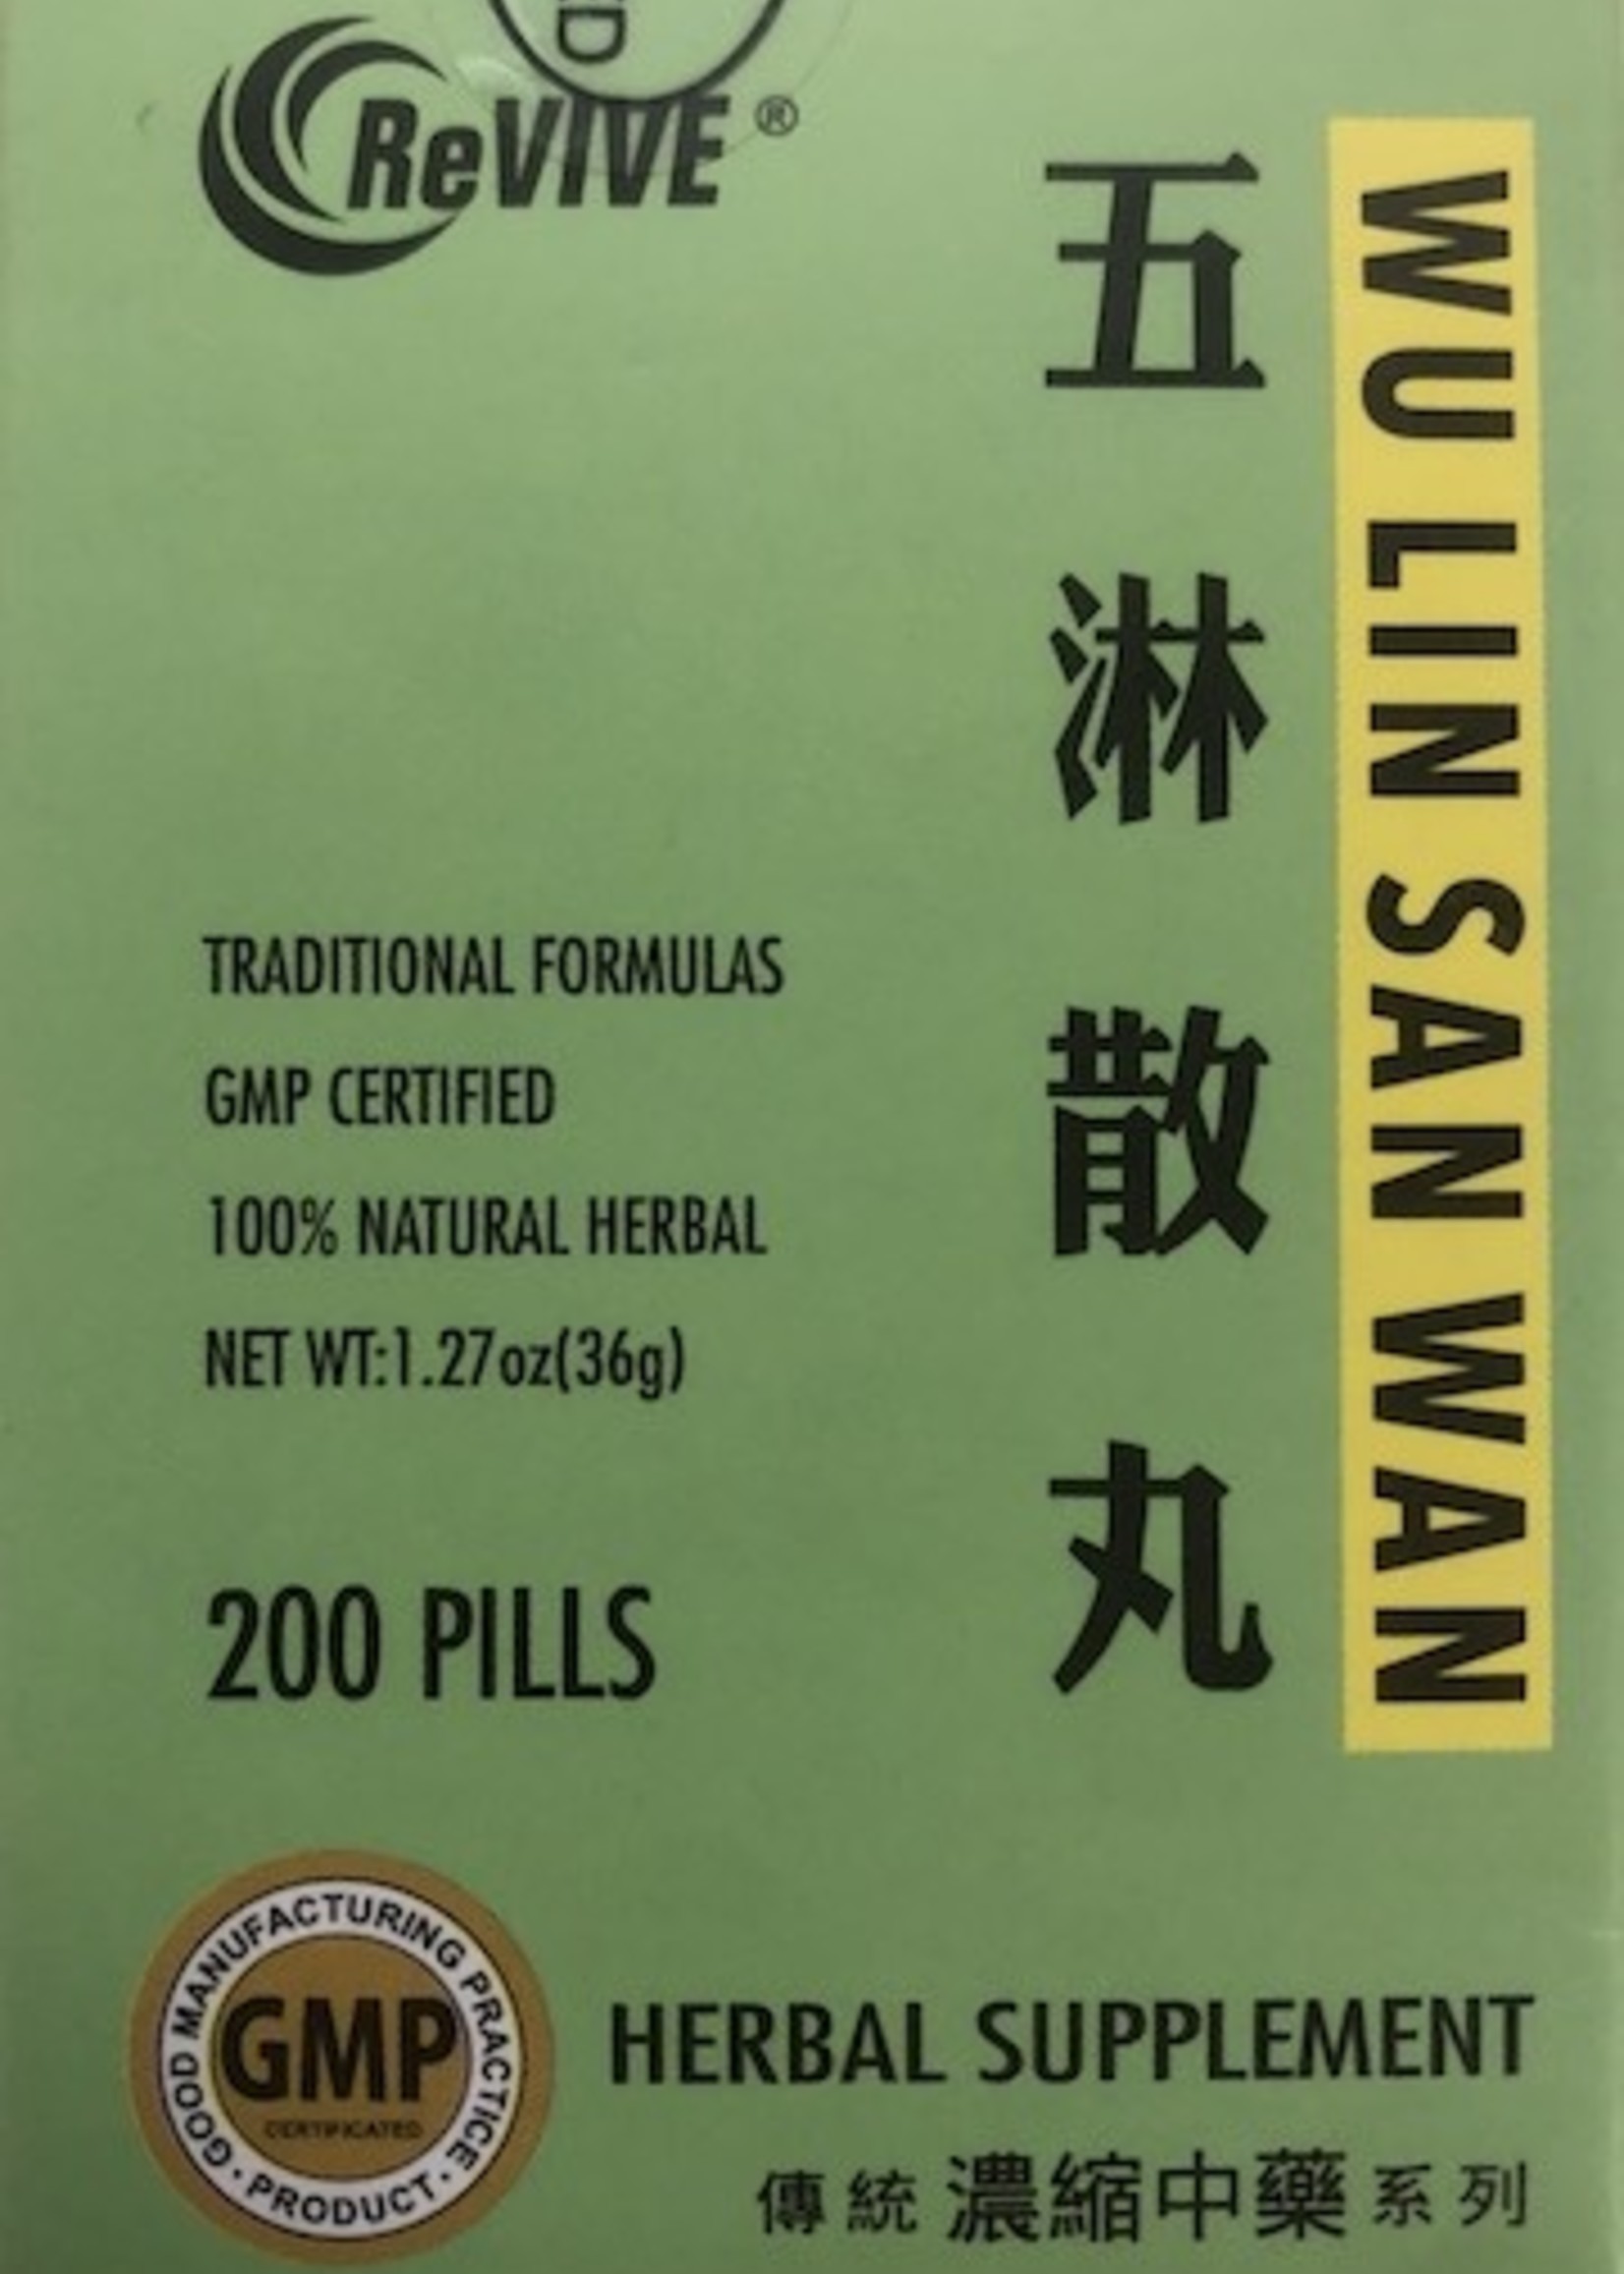 ReVIVE ®
五淋散丸
WU LIN SAN WAN
TRADITIONAL FORMULAS
GMP CERTIFIED
100% NATURAL HERBAL
NET WT:1.27oz(36g)
200 PILLS
GOOD MANUFACTURING PRACTICE
GMP
CERTIFICATED
· PRODUCT ·
HERBAL SUPPLEMENT
傳統濃縮中藥系列